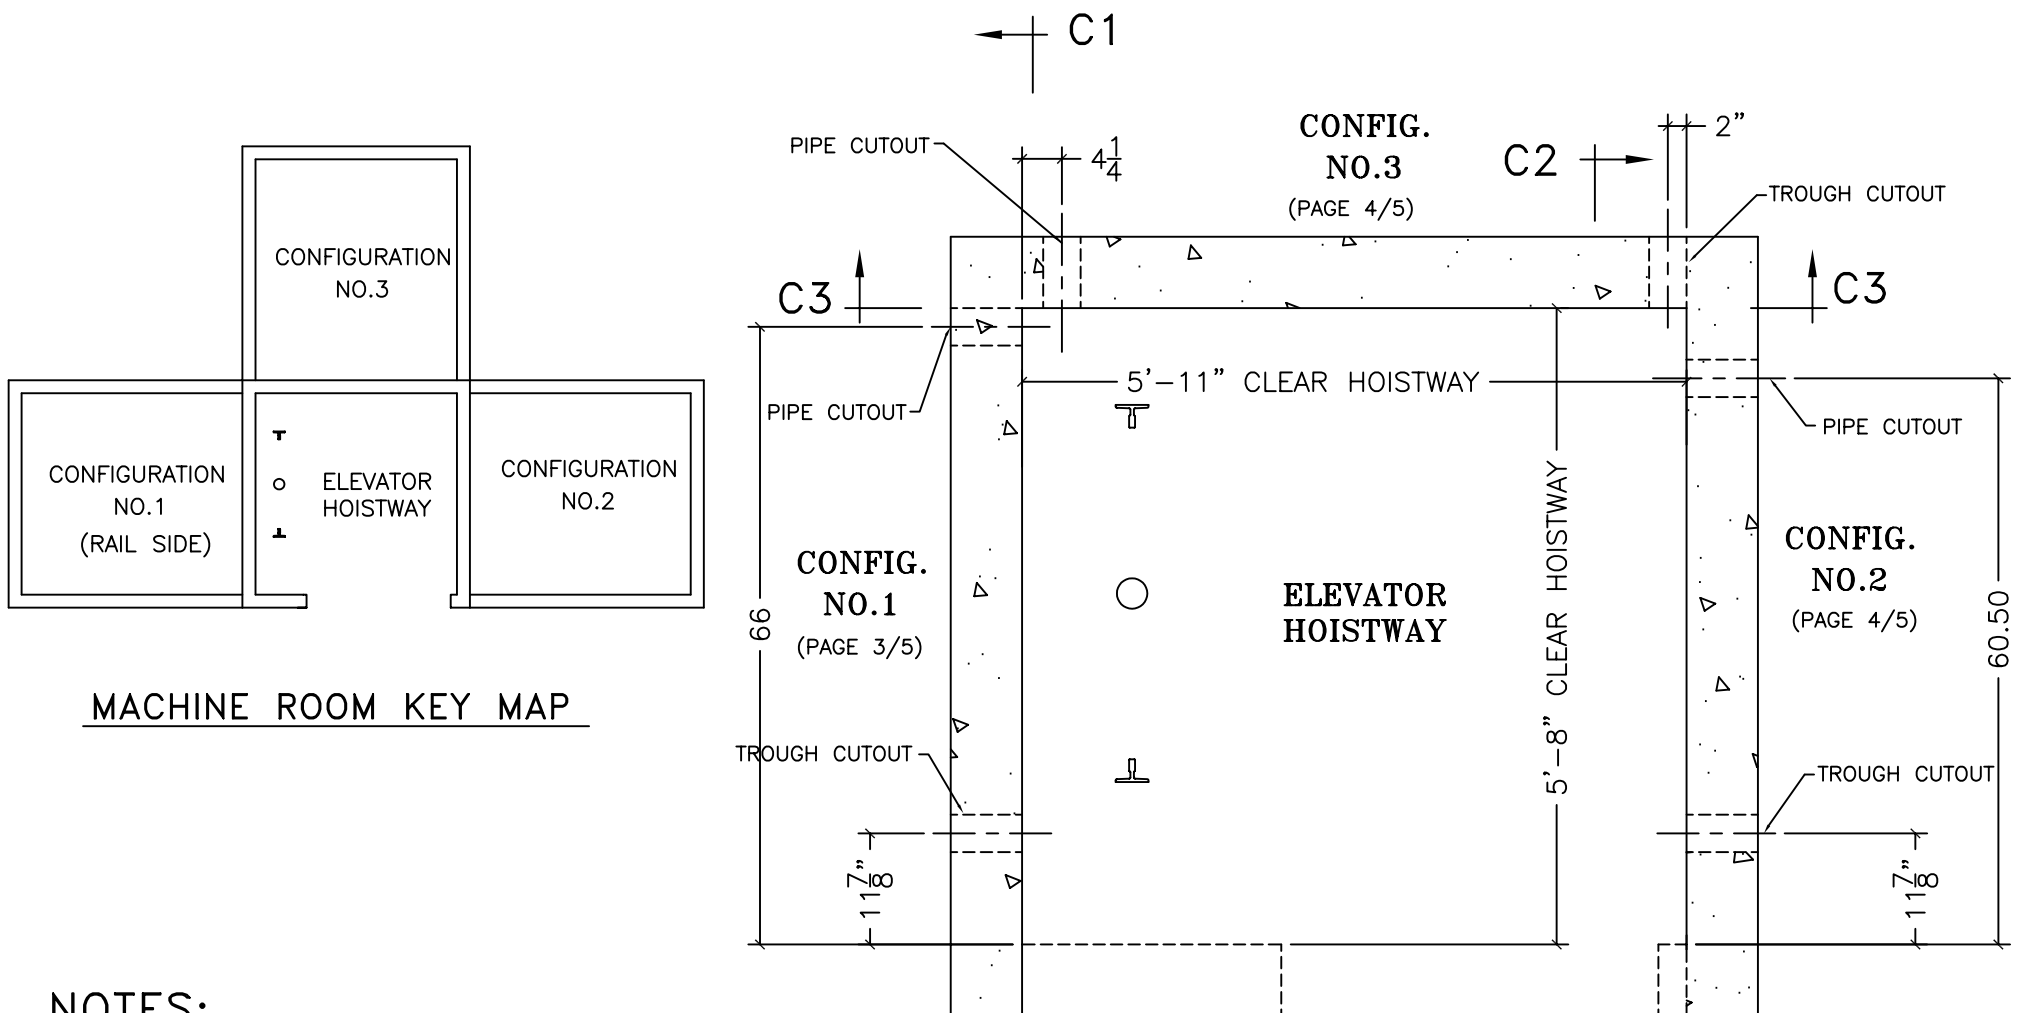 CONFIGURATION
NO.3
CONFIGURATION
NO.1
(RAIL SIDE)
ELEVATOR
HOISTWAY
CONFIGURATION
NO.2
MACHINE ROOM KEY MAP
NOTES:
C1
PIPE CUTOUT
4 1/4
CONFIG.
NO.3
(PAGE 4/5)
C2
2"
TROUGH CUTOUT
C3
C3
5'-11" CLEAR HOISTWAY
PIPE CUTOUT
PIPE CUTOUT
5'-8" CLEAR HOISTWAY
CONFIG.
NO.1
(PAGE 3/5)
66
ELEVATOR
HOISTWAY
CONFIG.
NO.2
(PAGE 4/5)
60.50
TROUGH CUTOUT
TROUGH CUTOUT
11 7/8"
11 7/8"